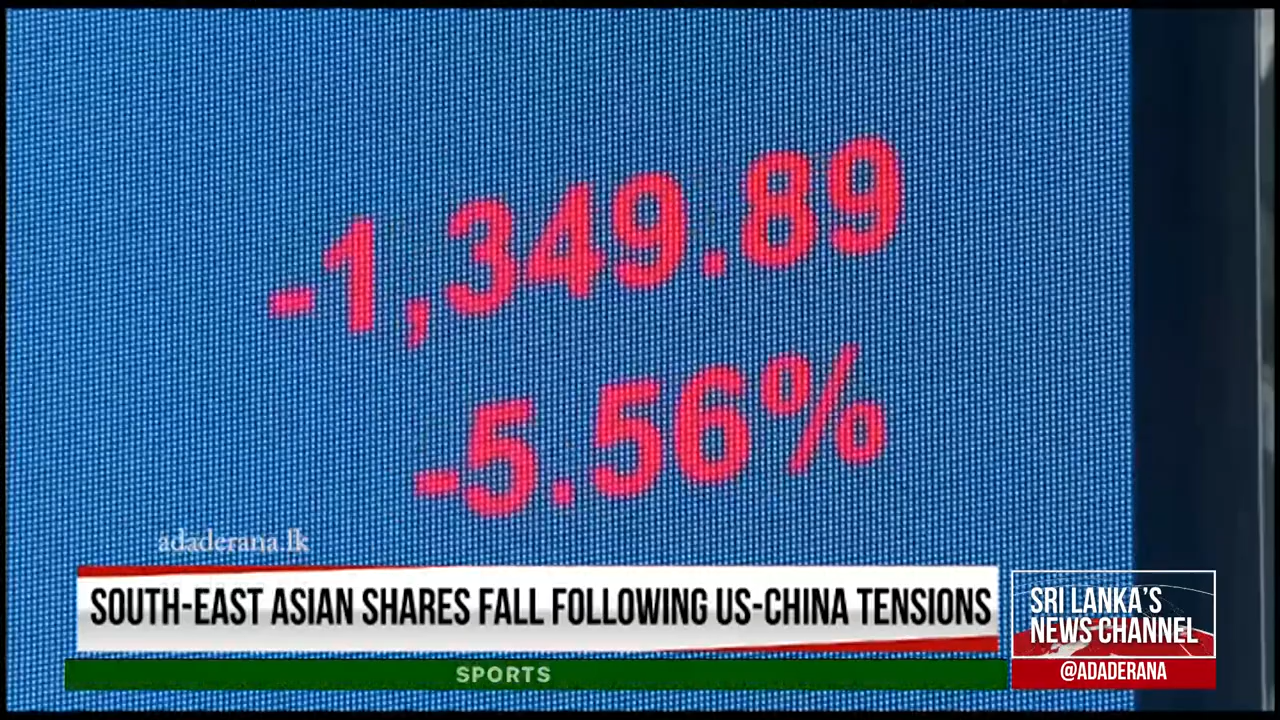 -1,349.89
-5.56%
adaderana.lk
SOUTH-EAST ASIAN SHARES FALL FOLLOWING US-CHINA TENSIONS
SPORTS
SRI LANKA'S
NEWS CHANNEL
@ADADERANA